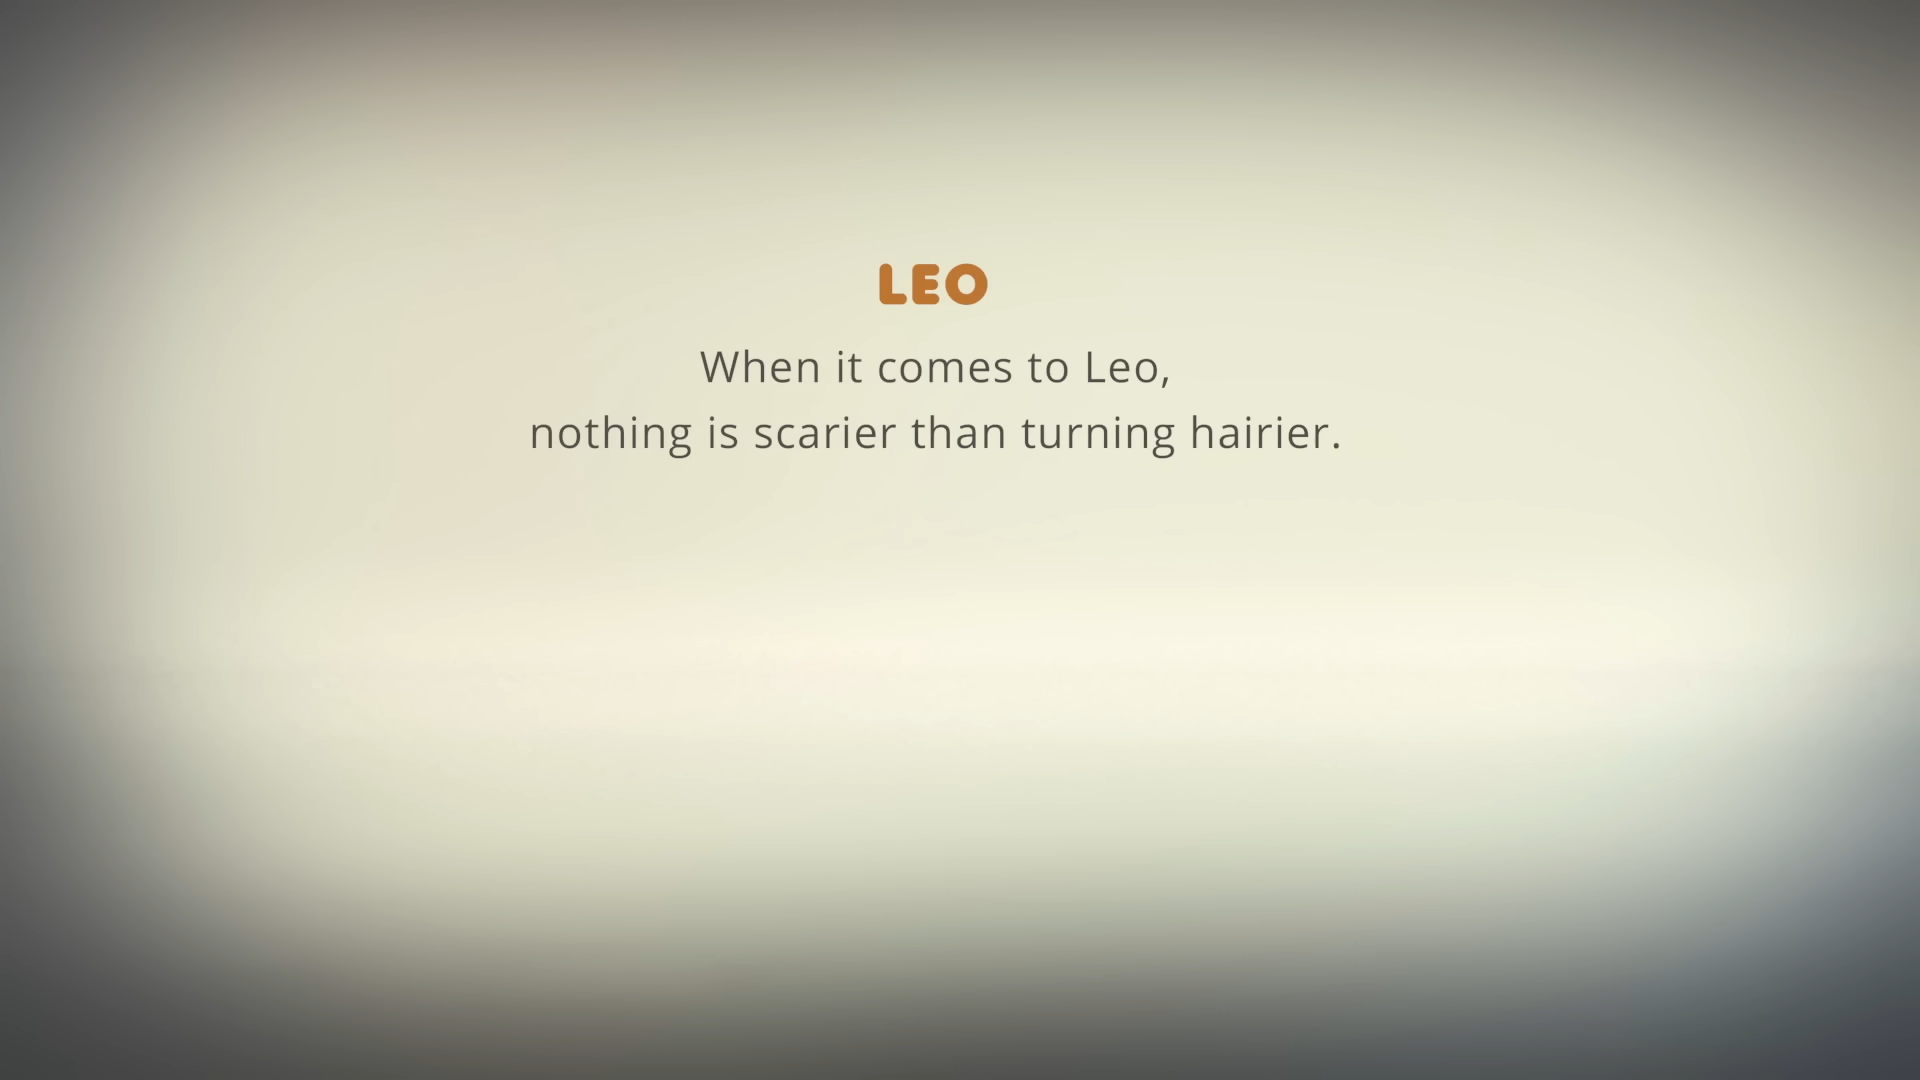 LEO
When it comes to Leo,
nothing is scarier than turning hairier.